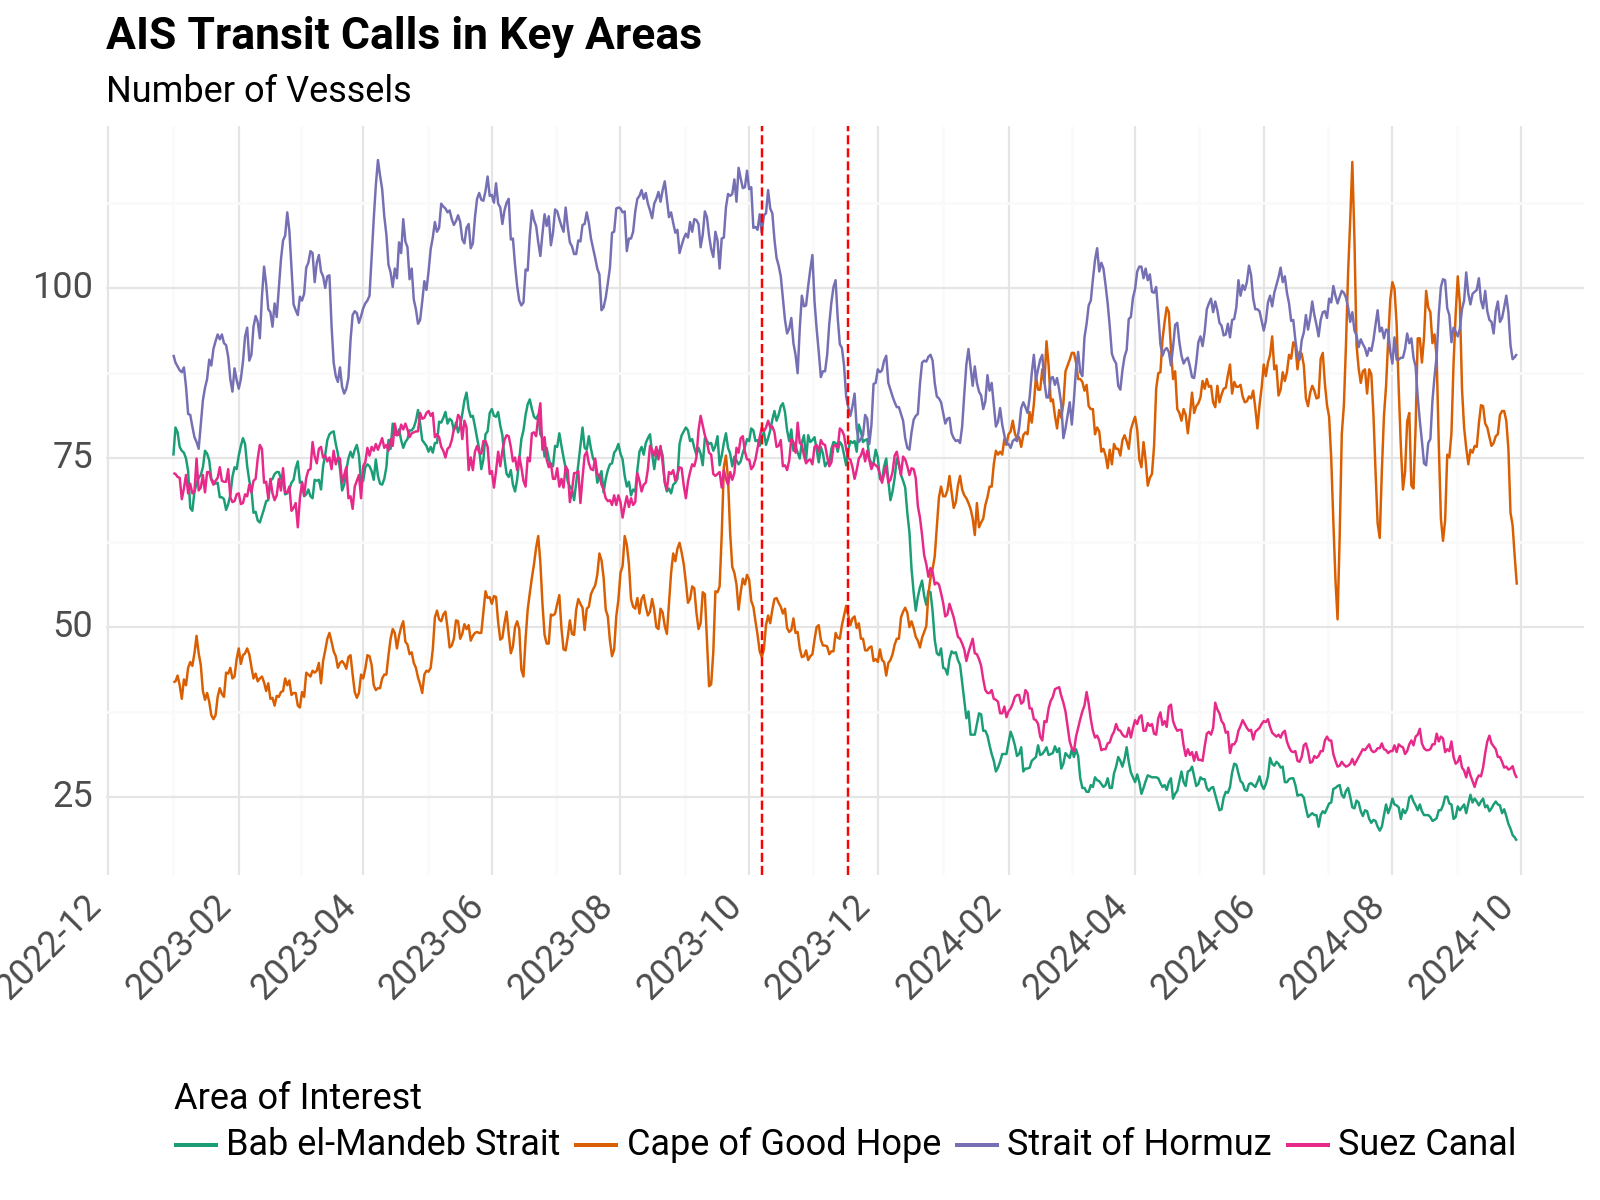 AIS Transit Calls in Key Areas
Number of Vessels
100
75
50
25
2022-12
2023-02
2023-04
2023-06
2023-08
2023-10
2023-12
2024-02
2024-04
2024-06
2024-08
2024-10
Area of Interest
Bab el-Mandeb Strait
Cape of Good Hope
Strait of Hormuz
Suez Canal